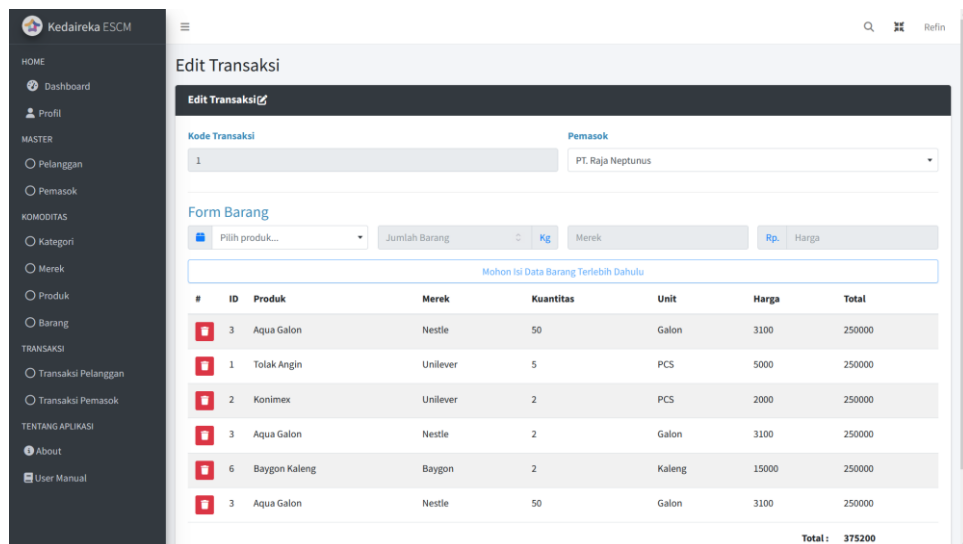 Kedaireka ESCM
Refin
HOME
Dashboard
Profil
MASTER
Pelanggan
Pemasok
KOMODITAS
Kategori
Merek
Produk
Barang
TRANSAKSI
Transaksi Pelanggan
Transaksi Pemasok
TENTANG APLIKASI
About
User Manual
Edit Transaksi
Edit Transaksi
Kode Transaksi Pemasok
1 PT. Raja Neptunus
Form Barang
Pilih produk... Jumlah Barang Kg Merek Rp. Harga
Mohon Isi Data Barang Terlebih Dahulu
# ID Produk Merek Kuantitas Unit Harga Total
3 Aqua Galon Nestle 50 Galon 3100 250000
1 Tolak Angin Unilever 5 PCS 5000 250000
2 Konimex Unilever 2 PCS 2000 250000
3 Aqua Galon Nestle 2 Galon 3100 250000
6 Baygon Kaleng Baygon 2 Kaleng 15000 250000
3 Aqua Galon Nestle 50 Galon 3100 250000
Total : 375200